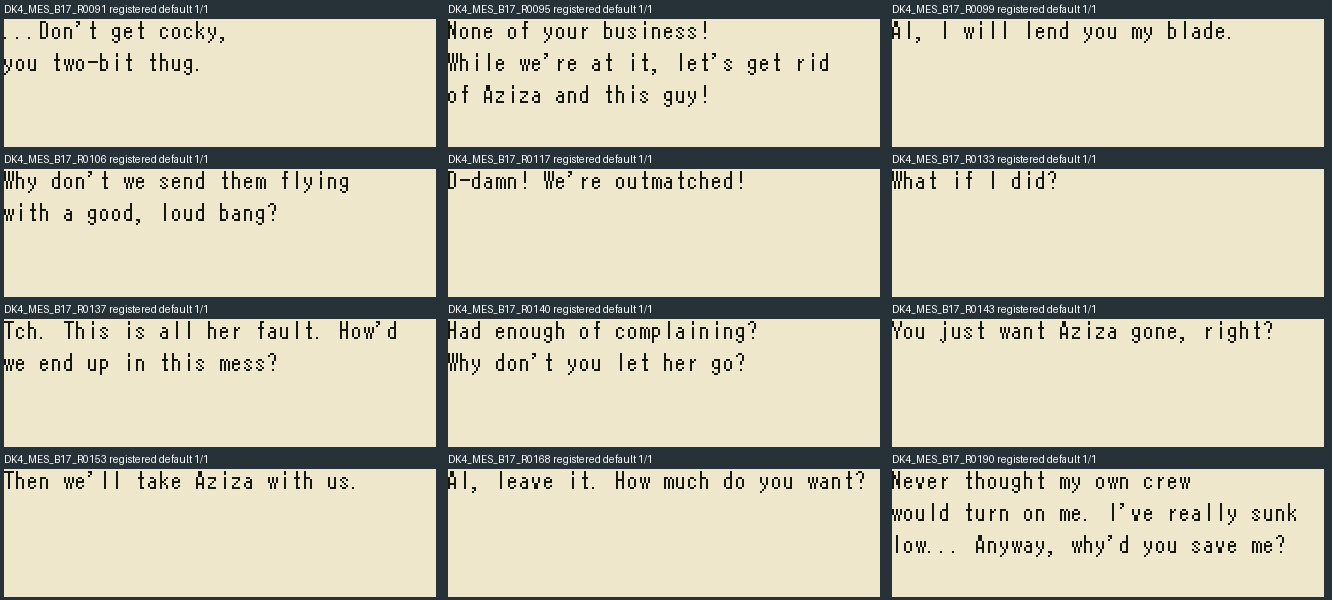 DK4_MES_B17_R0091 registered default 1/1
...Don't get cocky,
you two-bit thug.
DK4_MES_B17_R0095 registered default 1/1
None of your business!
While we're at it, let's get rid
of Aziza and this guy!
DK4_MES_B17_R0099 registered default 1/1
Al, I will lend you my blade.
DK4_MES_B17_R0106 registered default 1/1
Why don't we send them flying
with a good, loud bang?
DK4_MES_B17_R0117 registered default 1/1
D-damn! We're outmatched!
DK4_MES_B17_R0133 registered default 1/1
What if I did?
DK4_MES_B17_R0137 registered default 1/1
Tch. This is all her fault. How'd
we end up in this mess?
DK4_MES_B17_R0140 registered default 1/1
Had enough of complaining?
Why don't you let her go?
DK4_MES_B17_R0143 registered default 1/1
You just want Aziza gone, right?
DK4_MES_B17_R0153 registered default 1/1
Then we'll take Aziza with us.
DK4_MES_B17_R0168 registered default 1/1
Al, leave it. How much do you want?
DK4_MES_B17_R0190 registered default 1/1
Never thought my own crew
would turn on me. I've really sunk
low... Anyway, why'd you save me?